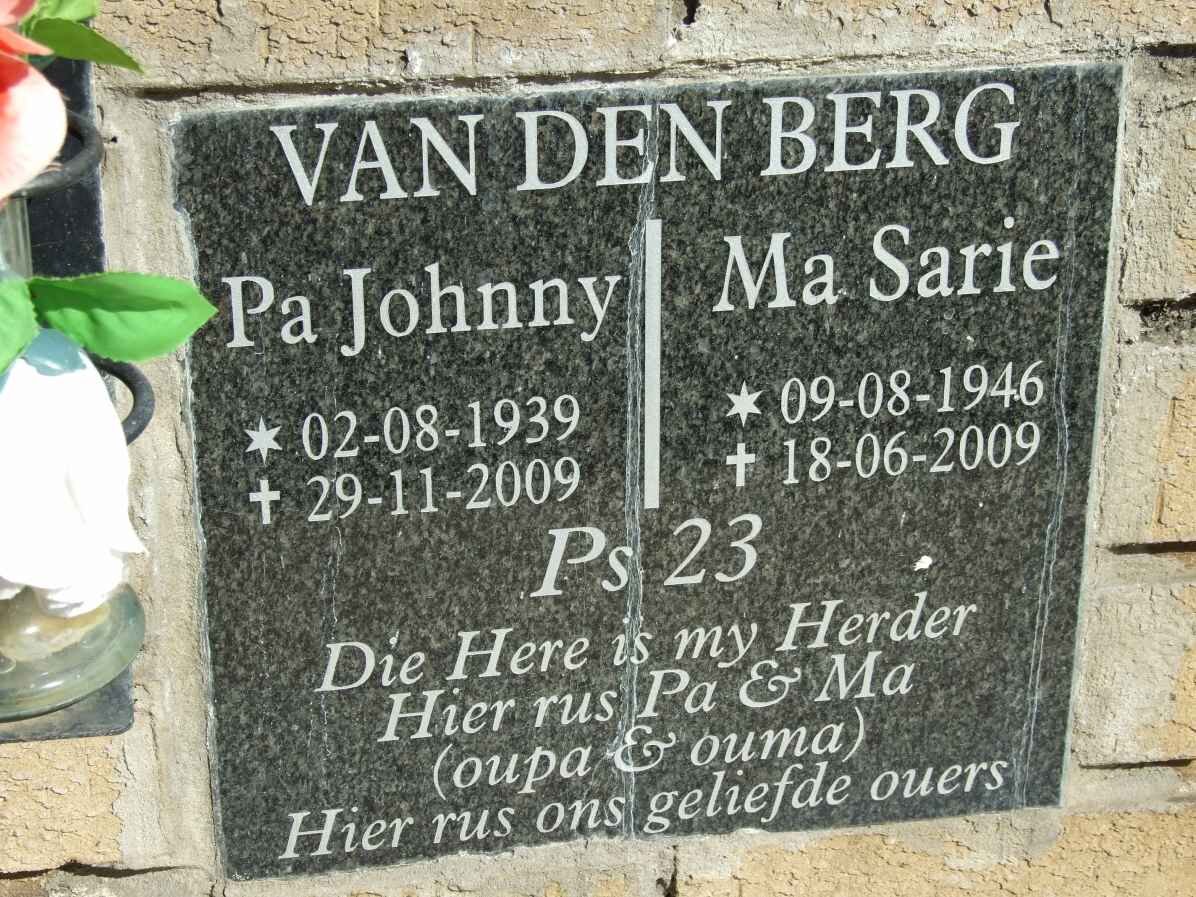 VAN DEN BERG
Pa Johnny
★ 02-08-1939
✝ 29-11-2009
Ma Sarie
★ 09-08-1946
✝ 18-06-2009
Ps 23
Die Here is my Herder
Hier rus Pa & Ma
(oupa & ouma)
Hier rus ons geliefde ouers